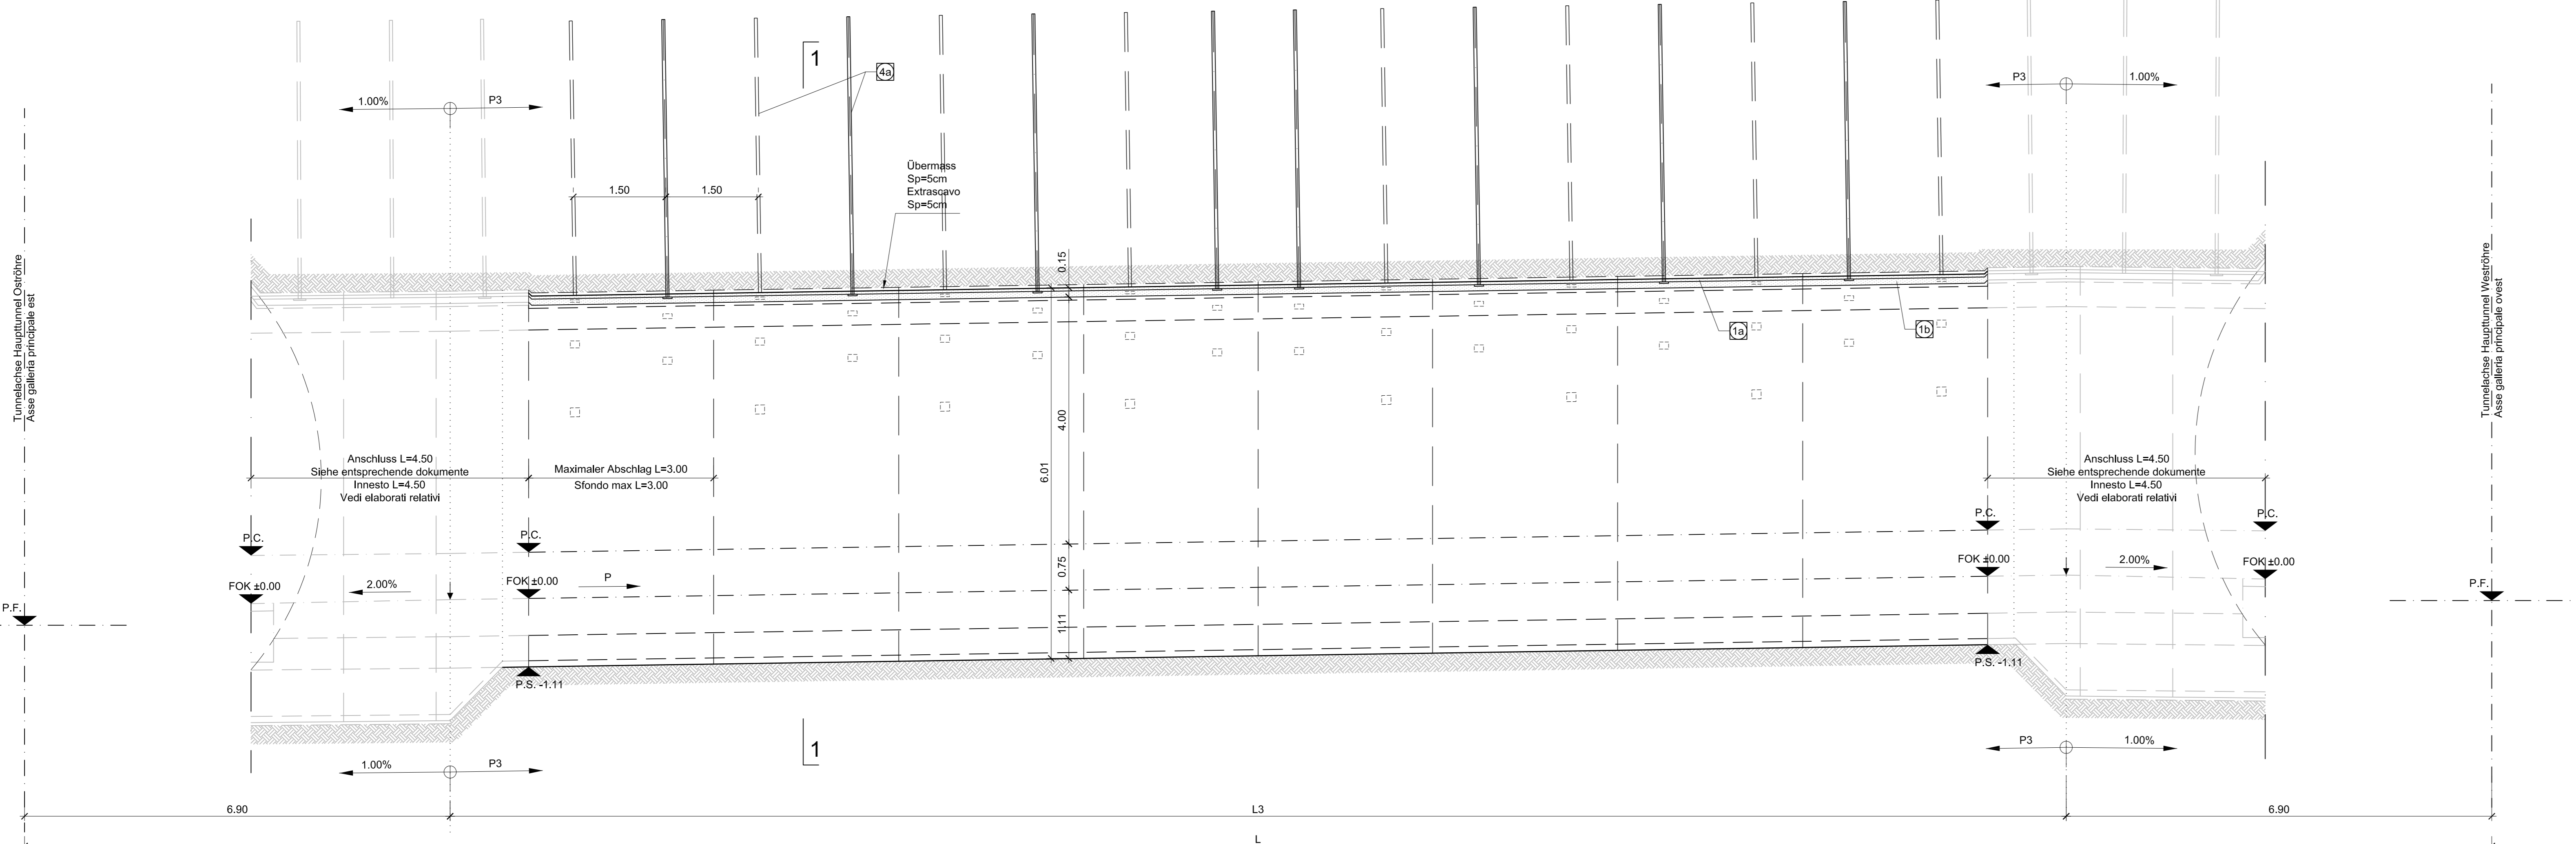 1
4a
P3
1.00%
1.00%
P3
Übermass
Sp=5cm
Extrascavo
Sp=5cm
1.50
1.50
0.15
Tunnelachse Haupttunnel Oströhre
Asse galleria principale est
Tunnelachse Haupttunnel Weströhre
Asse galleria principale ovest
1a
1b
4.00
6.01
Anschluss L=4.50
Siehe entsprechende dokumente
Innesto L=4.50
Vedi elaborati relativi
Maximaler Abschlag L=3.00
Sfondo max L=3.00
Anschluss L=4.50
Siehe entsprechende dokumente
Innesto L=4.50
Vedi elaborati relativi
P.C.
P.C.
P.C.
P.C.
FOK ±0.00
2.00%
FOK ±0.00
P
0.75
FOK ±0.00
2.00%
FOK ±0.00
P.F.
P.F.
1.11
P.S. -1.11
P.S. -1.11
1
1.00%
P3
P3
1.00%
6.90
L3
6.90
L